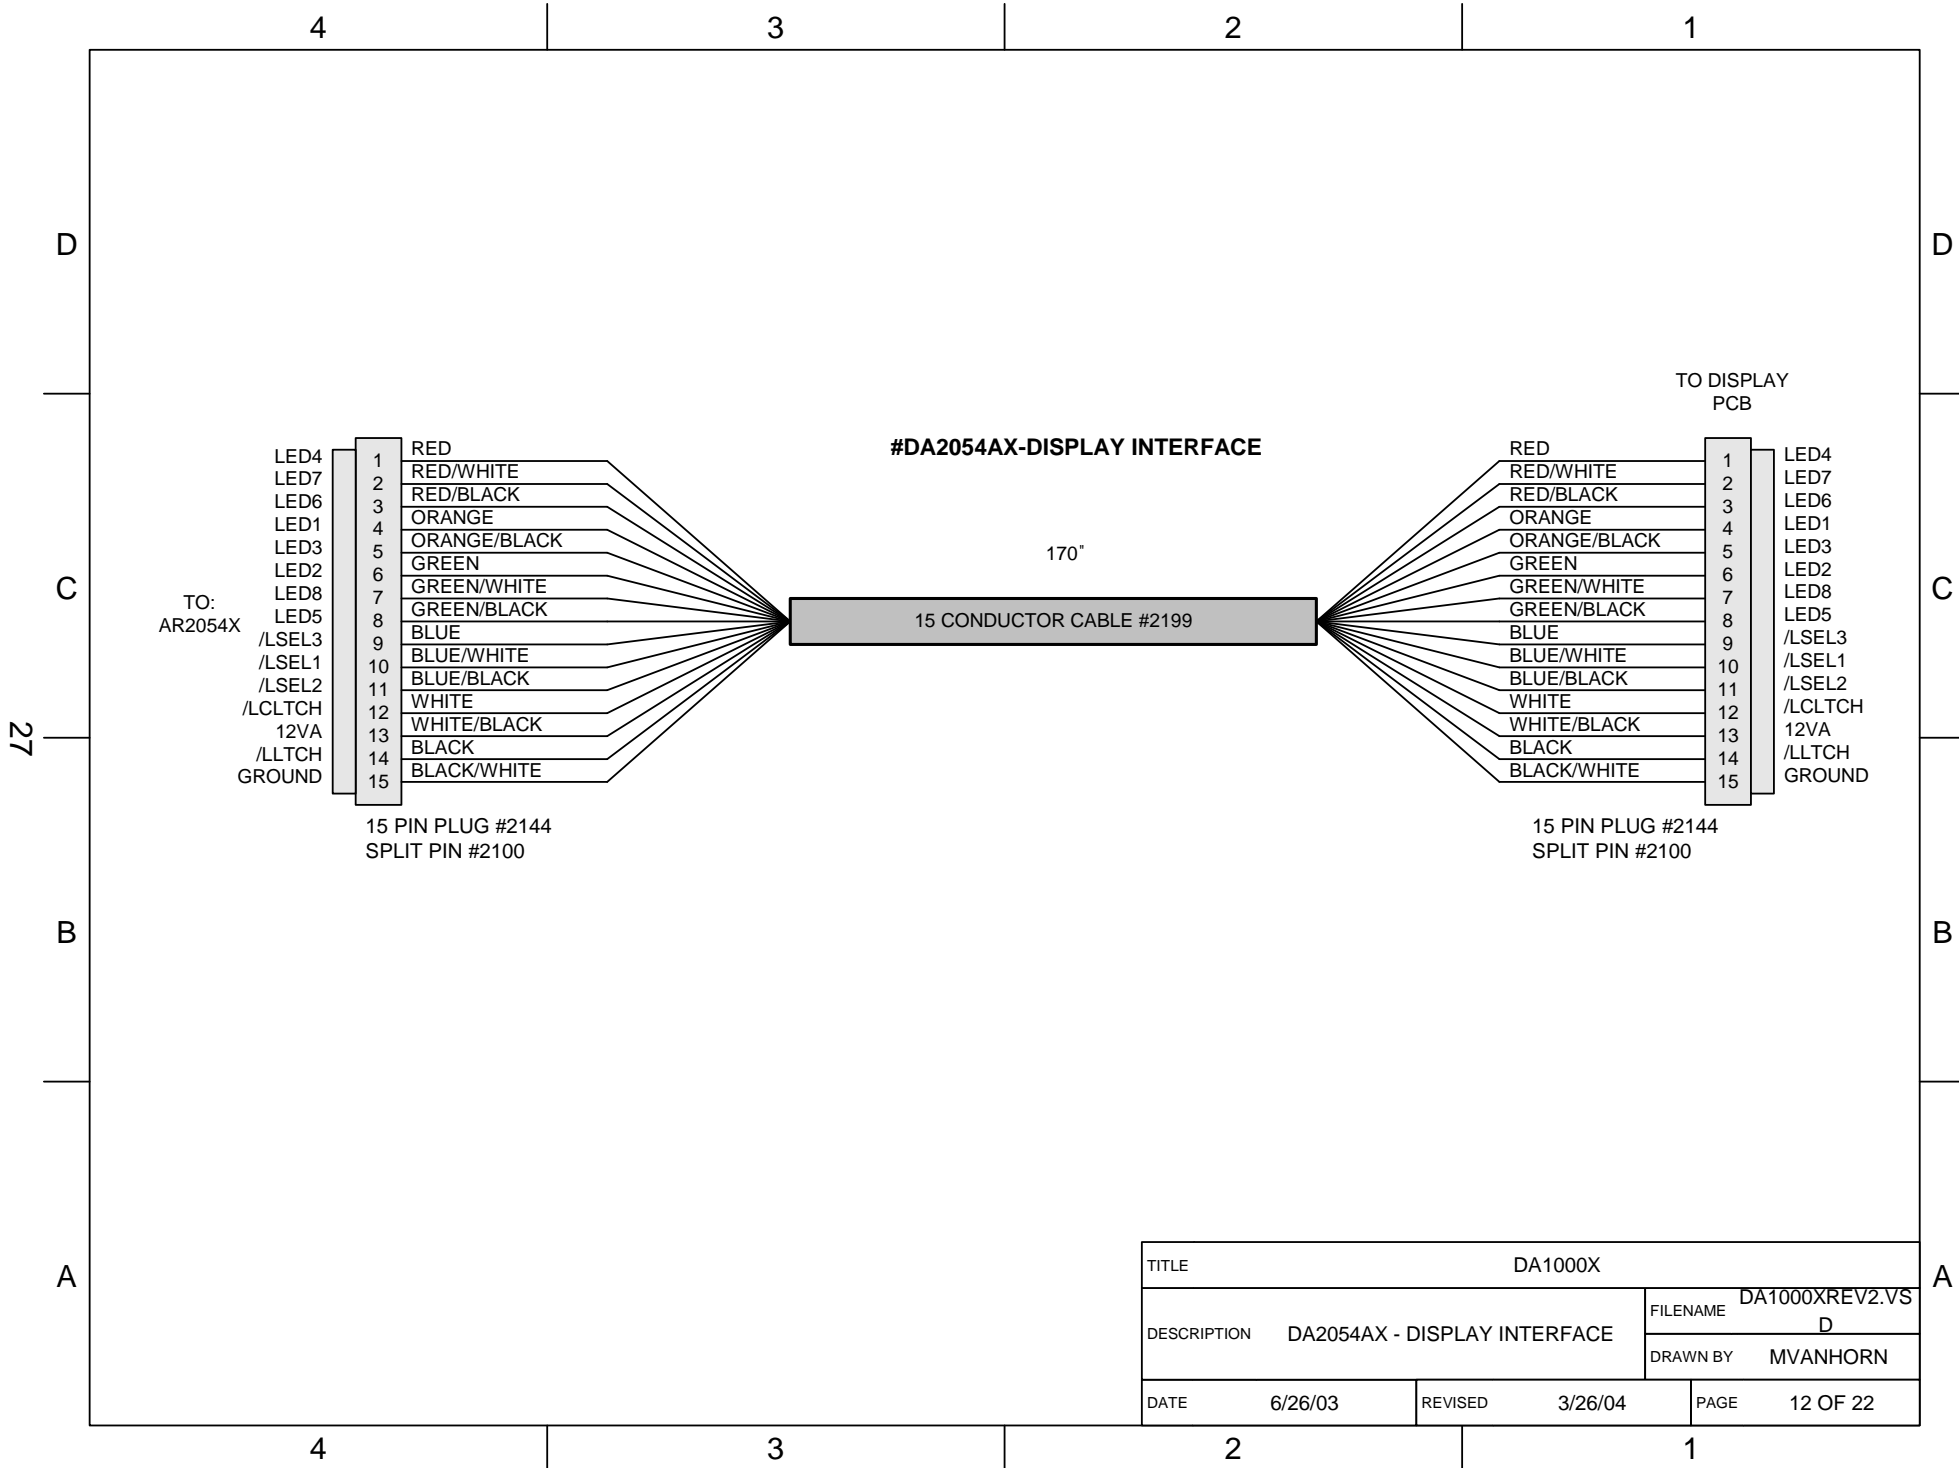 4 3 2 1
D D
C C
B B
A A
27
TO DISPLAY
PCB
#DA2054AX-DISPLAY INTERFACE
170"
15 CONDUCTOR CABLE #2199
TO:
AR2054X
LED4 1 RED
LED7 2 RED/WHITE
LED6 3 RED/BLACK
LED1 4 ORANGE
LED3 5 ORANGE/BLACK
LED2 6 GREEN
LED8 7 GREEN/WHITE
LED5 8 GREEN/BLACK
/LSEL3 9 BLUE
/LSEL1 10 BLUE/WHITE
/LSEL2 11 BLUE/BLACK
/LCLTCH 12 WHITE
12VA 13 WHITE/BLACK
/LLTCH 14 BLACK
GROUND 15 BLACK/WHITE
15 PIN PLUG #2144
SPLIT PIN #2100
RED 1 LED4
RED/WHITE 2 LED7
RED/BLACK 3 LED6
ORANGE 4 LED1
ORANGE/BLACK 5 LED3
GREEN 6 LED2
GREEN/WHITE 7 LED8
GREEN/BLACK 8 LED5
BLUE 9 /LSEL3
BLUE/WHITE 10 /LSEL1
BLUE/BLACK 11 /LSEL2
WHITE 12 /LCLTCH
WHITE/BLACK 13 12VA
BLACK 14 /LLTCH
BLACK/WHITE 15 GROUND
15 PIN PLUG #2144
SPLIT PIN #2100
TITLE DA1000X
DESCRIPTION DA2054AX - DISPLAY INTERFACE
FILENAME DA1000XREV2.VS
D
DRAWN BY MVANHORN
DATE 6/26/03 REVISED 3/26/04 PAGE 12 OF 22
4 3 2 1